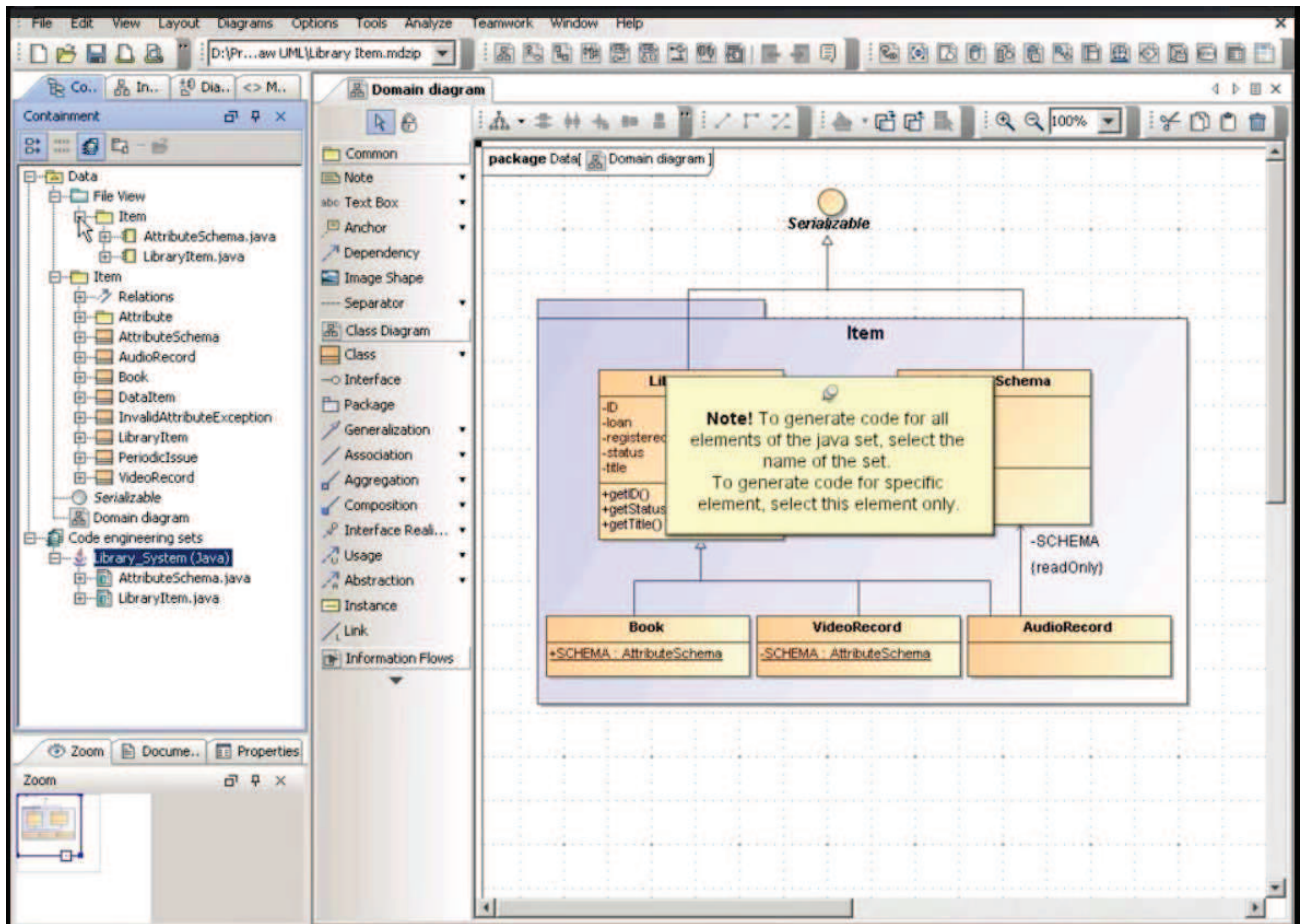 File Edit View Layout Diagrams Options Tools Analyze Teamwork Window Help
D:\Pr...aw UML\Library Item.mdzip
Co.. In.. Dia.. <> M..
Containment
Data
File View
Item
AttributeSchema.java
LibraryItem.java
Item
Relations
Attribute
AttributeSchema
AudioRecord
Book
DataItem
InvalidAttributeException
LibraryItem
PeriodicIssue
VideoRecord
Serializable
Domain diagram
Code engineering sets
Library_System (Java)
AttributeSchema.java
LibraryItem.java
Zoom Docume.. Properties
Zoom
Domain diagram
100%
Common
Note
abc Text Box
Anchor
Dependency
Image Shape
Separator
Class Diagram
Class
Interface
Package
Generalization
Association
Aggregation
Composition
Interface Reali...
Usage
Abstraction
Instance
Link
Information Flows
package Data[ Domain diagram ]
Serializable
Item
Li
Schema
-ID
-loan
-registered
-status
-title
+getID()
+getStatus
+getTitle()
Note! To generate code for all
elements of the java set, select the
name of the set.
To generate code for specific
element, select this element only.
-SCHEMA
{readOnly}
Book
+SCHEMA : AttributeSchema
VideoRecord
-SCHEMA : AttributeSchema
AudioRecord